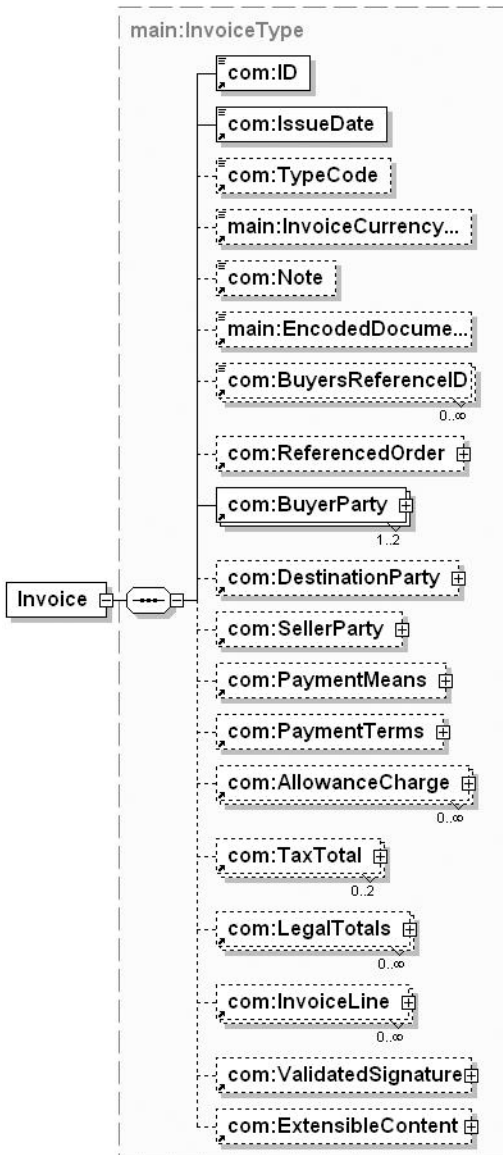 main:InvoiceType
com:ID
com:IssueDate
com:TypeCode
main:InvoiceCurrency...
com:Note
main:EncodedDocume...
com:BuyersReferenceID
0..∞
com:ReferencedOrder
com:BuyerParty
1..2
com:DestinationParty
Invoice
com:SellerParty
com:PaymentMeans
com:PaymentTerms
com:AllowanceCharge
0..∞
com:TaxTotal
0..2
com:LegalTotals
0..∞
com:InvoiceLine
0..∞
com:ValidatedSignature
com:ExtensibleContent